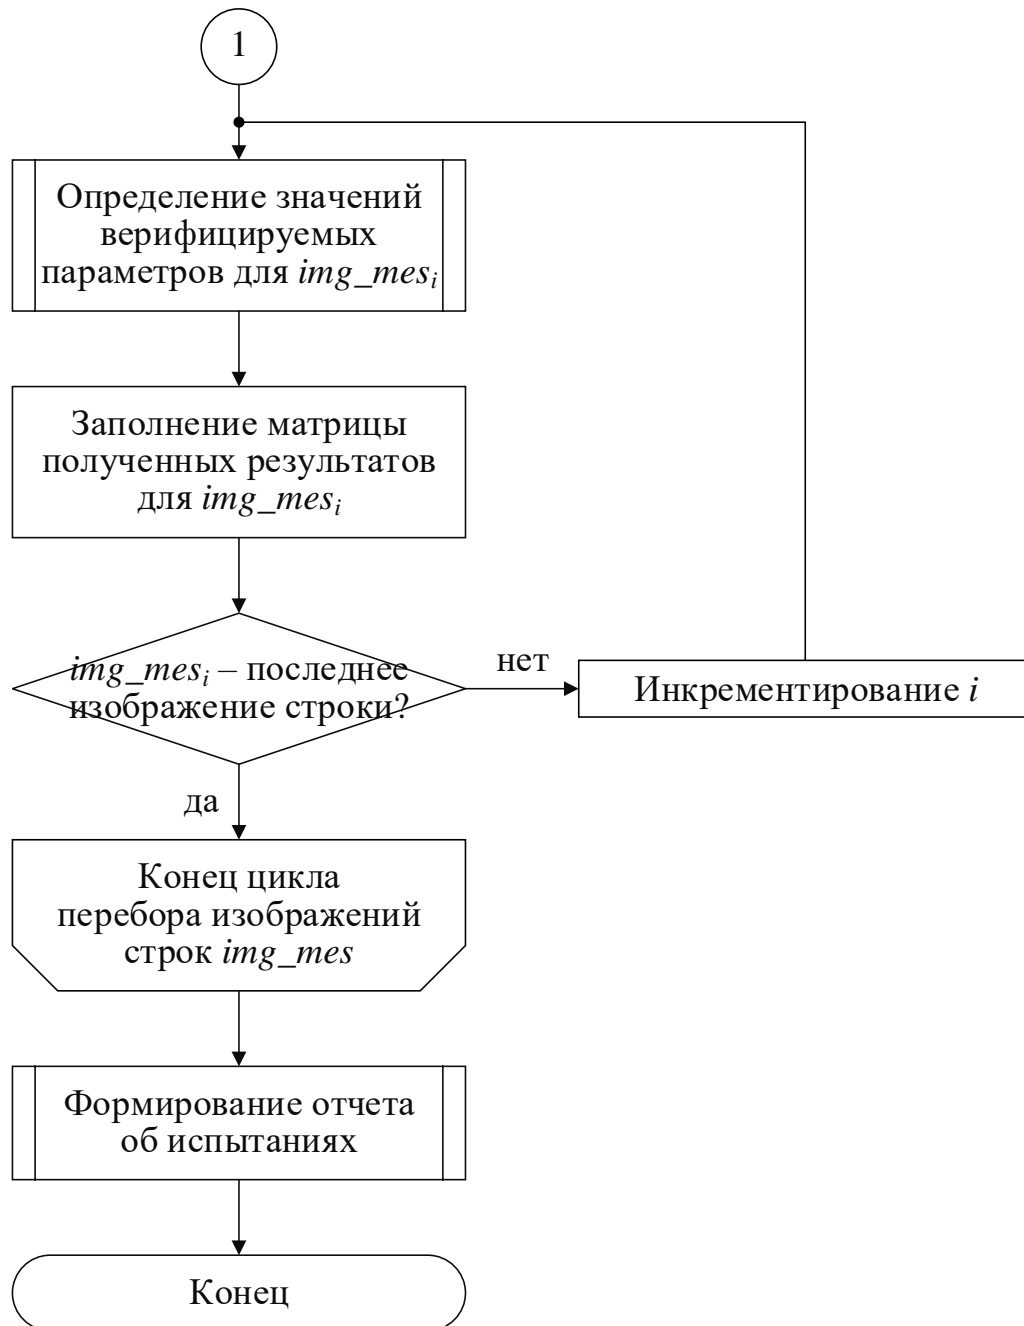 1
Определение значений
верифицируемых
параметров для img_mesi
Заполнение матрицы
полученных результатов
для img_mesi
img_mesi – последнее
изображение строки?
нет
Инкрементирование i
да
Конец цикла
перебора изображений
строк img_mes
Формирование отчета
об испытаниях
Конец